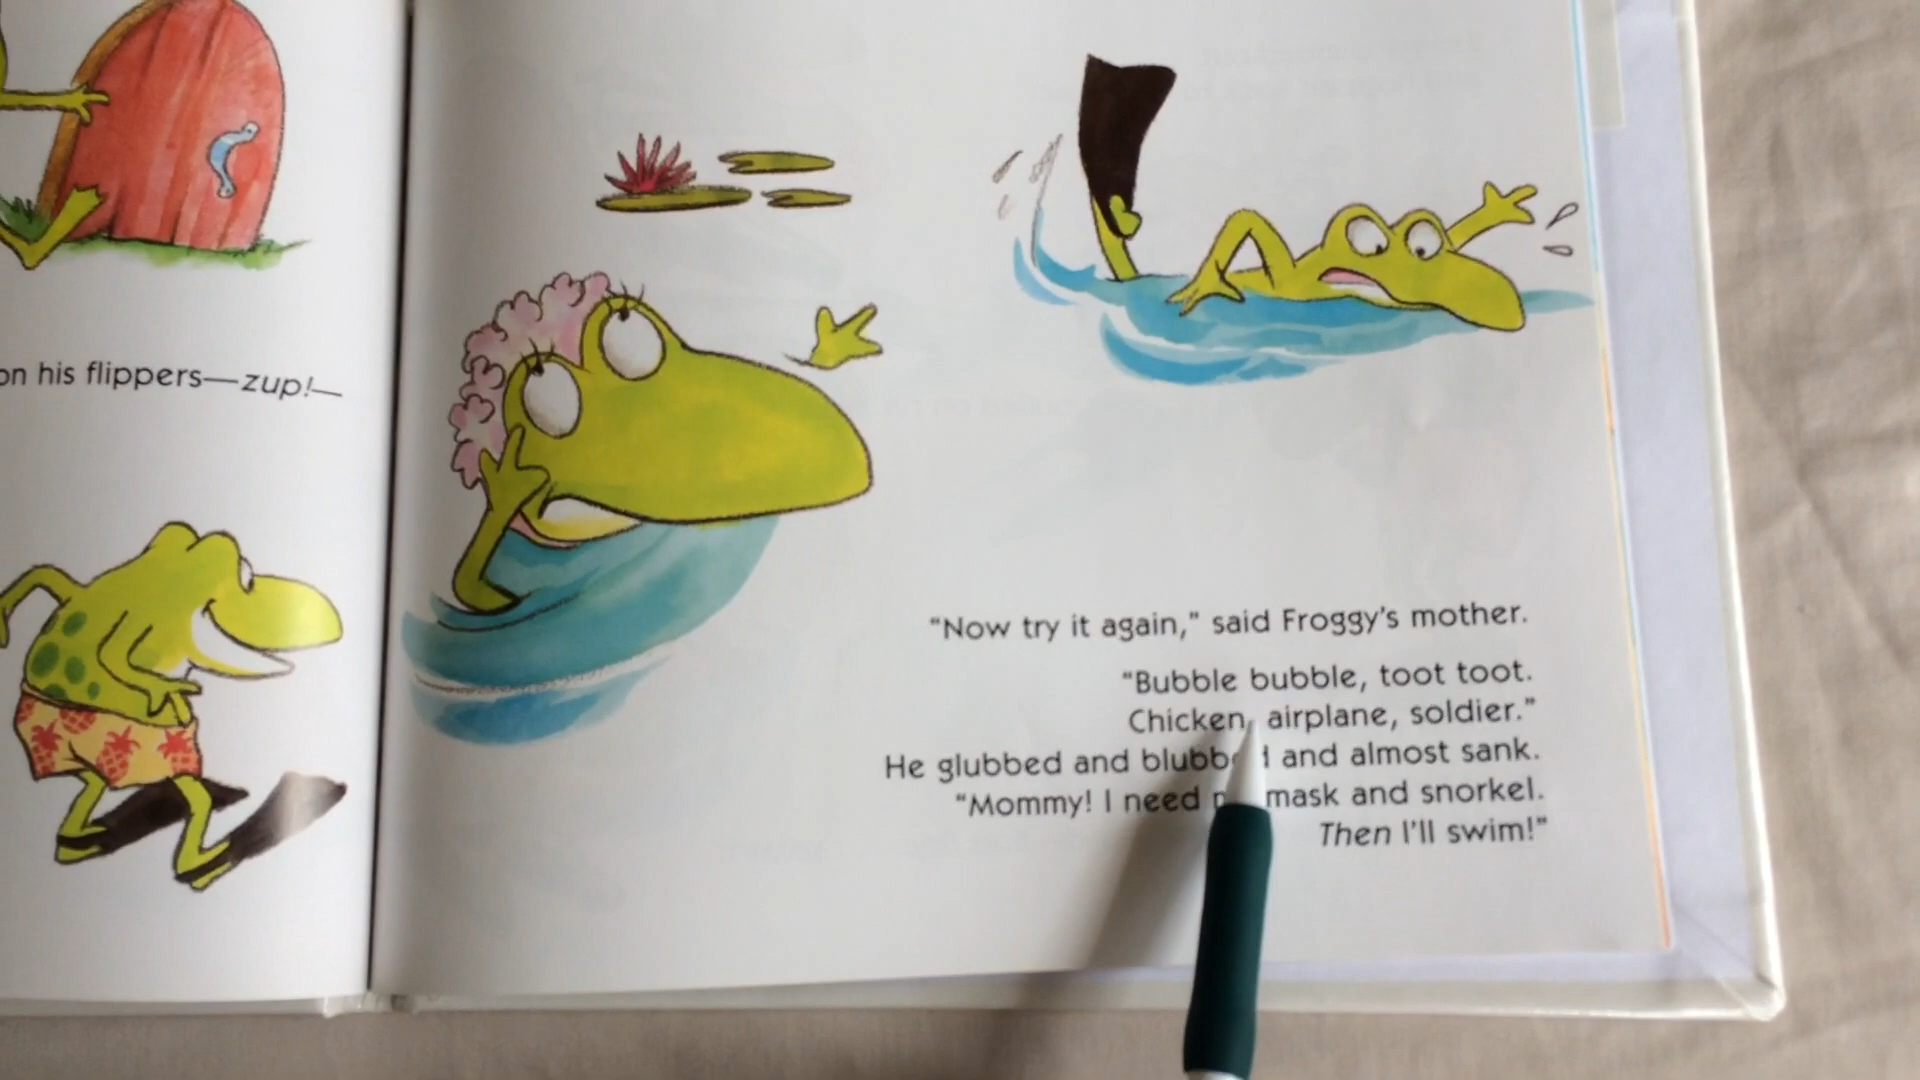 on his flippers—zup!—
“Now try it again,” said Froggy’s mother.
“Bubble bubble, toot toot.
Chicken, airplane, soldier.”
He glubbed and blubbed and almost sank.
“Mommy! I need mask and snorkel.
Then I’ll swim!”